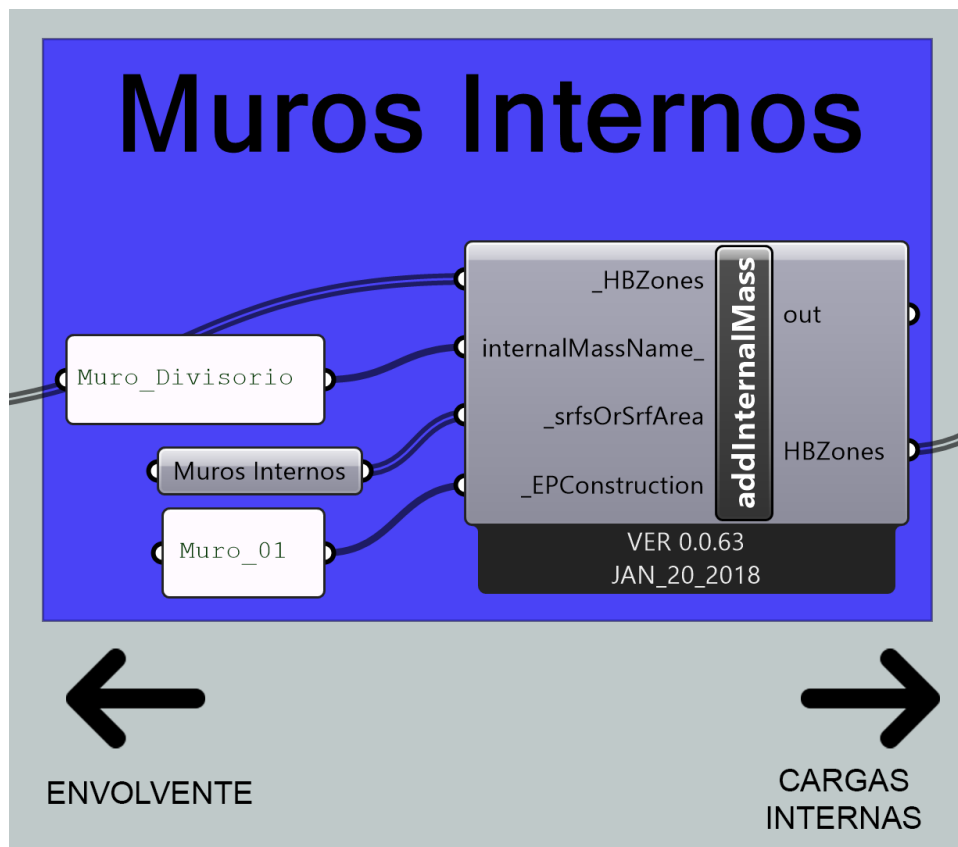 Muros Internos
_HBZones
internalMassName_
_srfsOrSrfArea
_EPConstruction
addInternalMass
out
HBZones
Muro_Divisorio
Muros Internos
Muro_01
VER 0.0.63
JAN_20_2018
ENVOLVENTE
CARGAS
INTERNAS